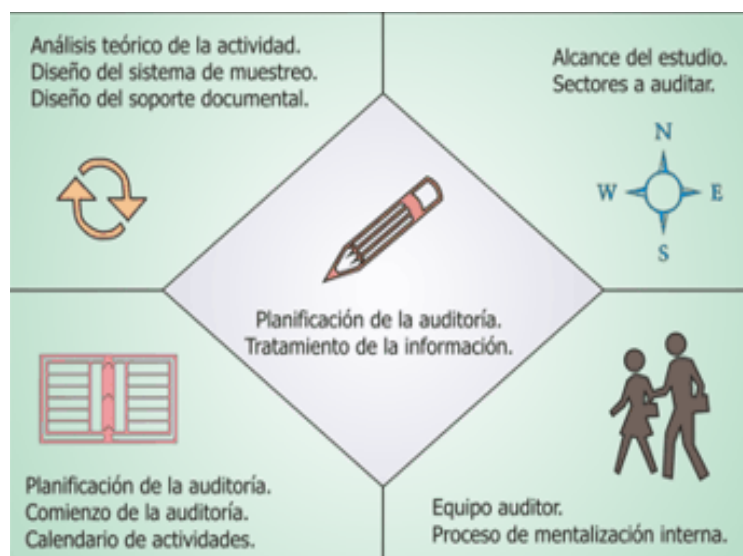 Análisis teórico de la actividad.
Diseño del sistema de muestreo.
Diseño del soporte documental.
Alcance del estudio.
Sectores a auditar.
N
W
E
S
Planificación de la auditoría.
Tratamiento de la información.
Planificación de la auditoría.
Comienzo de la auditoría.
Calendario de actividades.
Equipo auditor.
Proceso de mentalización interna.